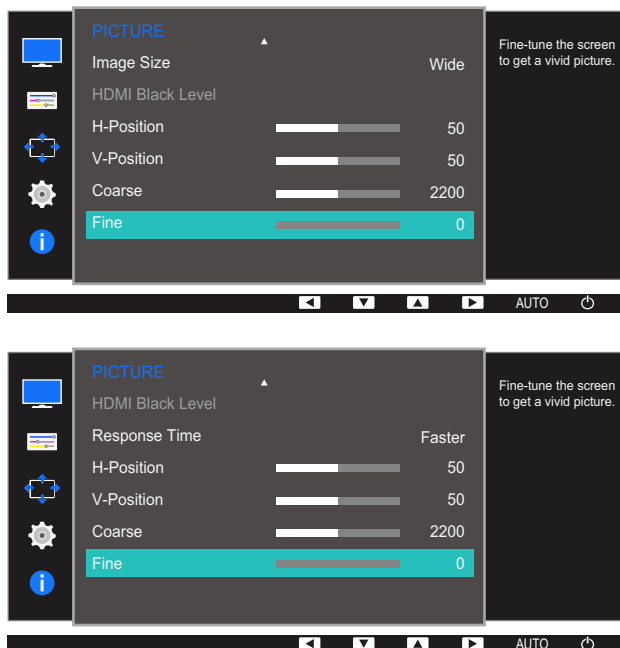 PICTURE
Image Size Wide
HDMI Black Level
H-Position 50
V-Position 50
Coarse 2200
Fine 0
Fine-tune the screen
to get a vivid picture.
AUTO
PICTURE
HDMI Black Level
Response Time Faster
H-Position 50
V-Position 50
Coarse 2200
Fine 0
Fine-tune the screen
to get a vivid picture.
AUTO